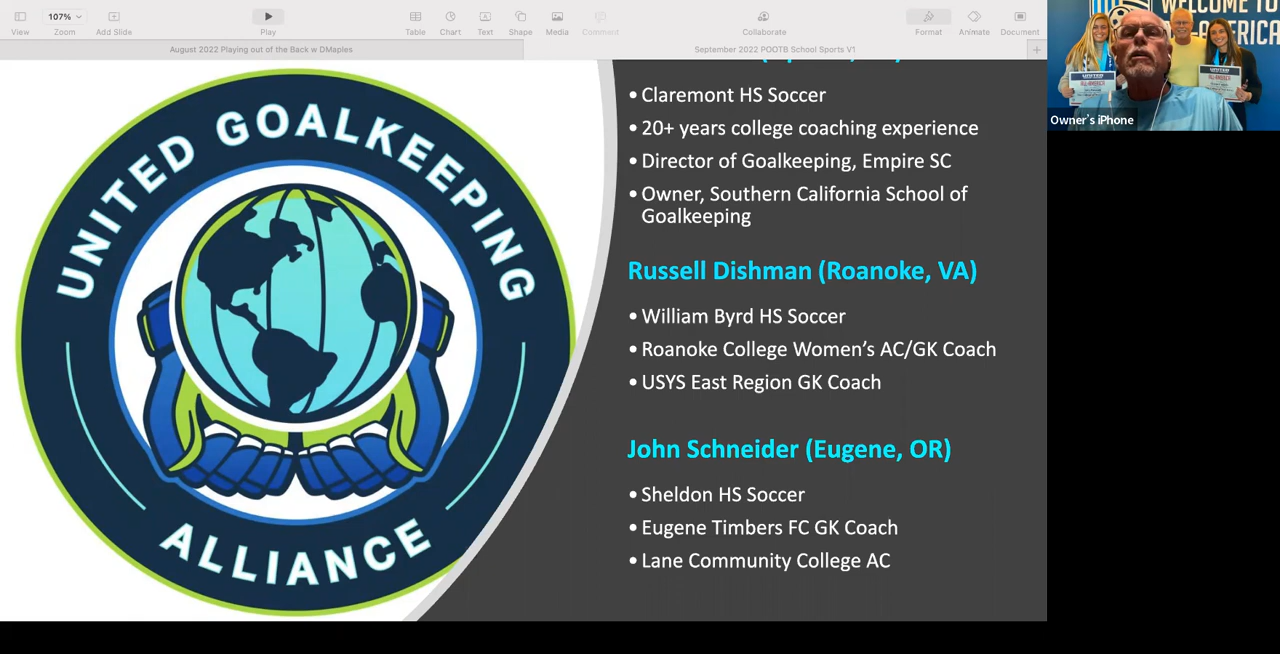 107%
View
Zoom
Add Slide
Play
Table
Chart
Text
Shape
Media
Comment
Collaborate
Format
Animate
Document
August 2022 Playing out of the Back w DMaples
September 2022 POOTB School Sports V1
UNITED GOALKEEPING
ALLIANCE
• Claremont HS Soccer
• 20+ years college coaching experience
• Director of Goalkeeping, Empire SC
• Owner, Southern California School of
Goalkeeping
Russell Dishman (Roanoke, VA)
• William Byrd HS Soccer
• Roanoke College Women's AC/GK Coach
• USYS East Region GK Coach
John Schneider (Eugene, OR)
• Sheldon HS Soccer
• Eugene Timbers FC GK Coach
• Lane Community College AC
WELCOME TO
Owner's iPhone